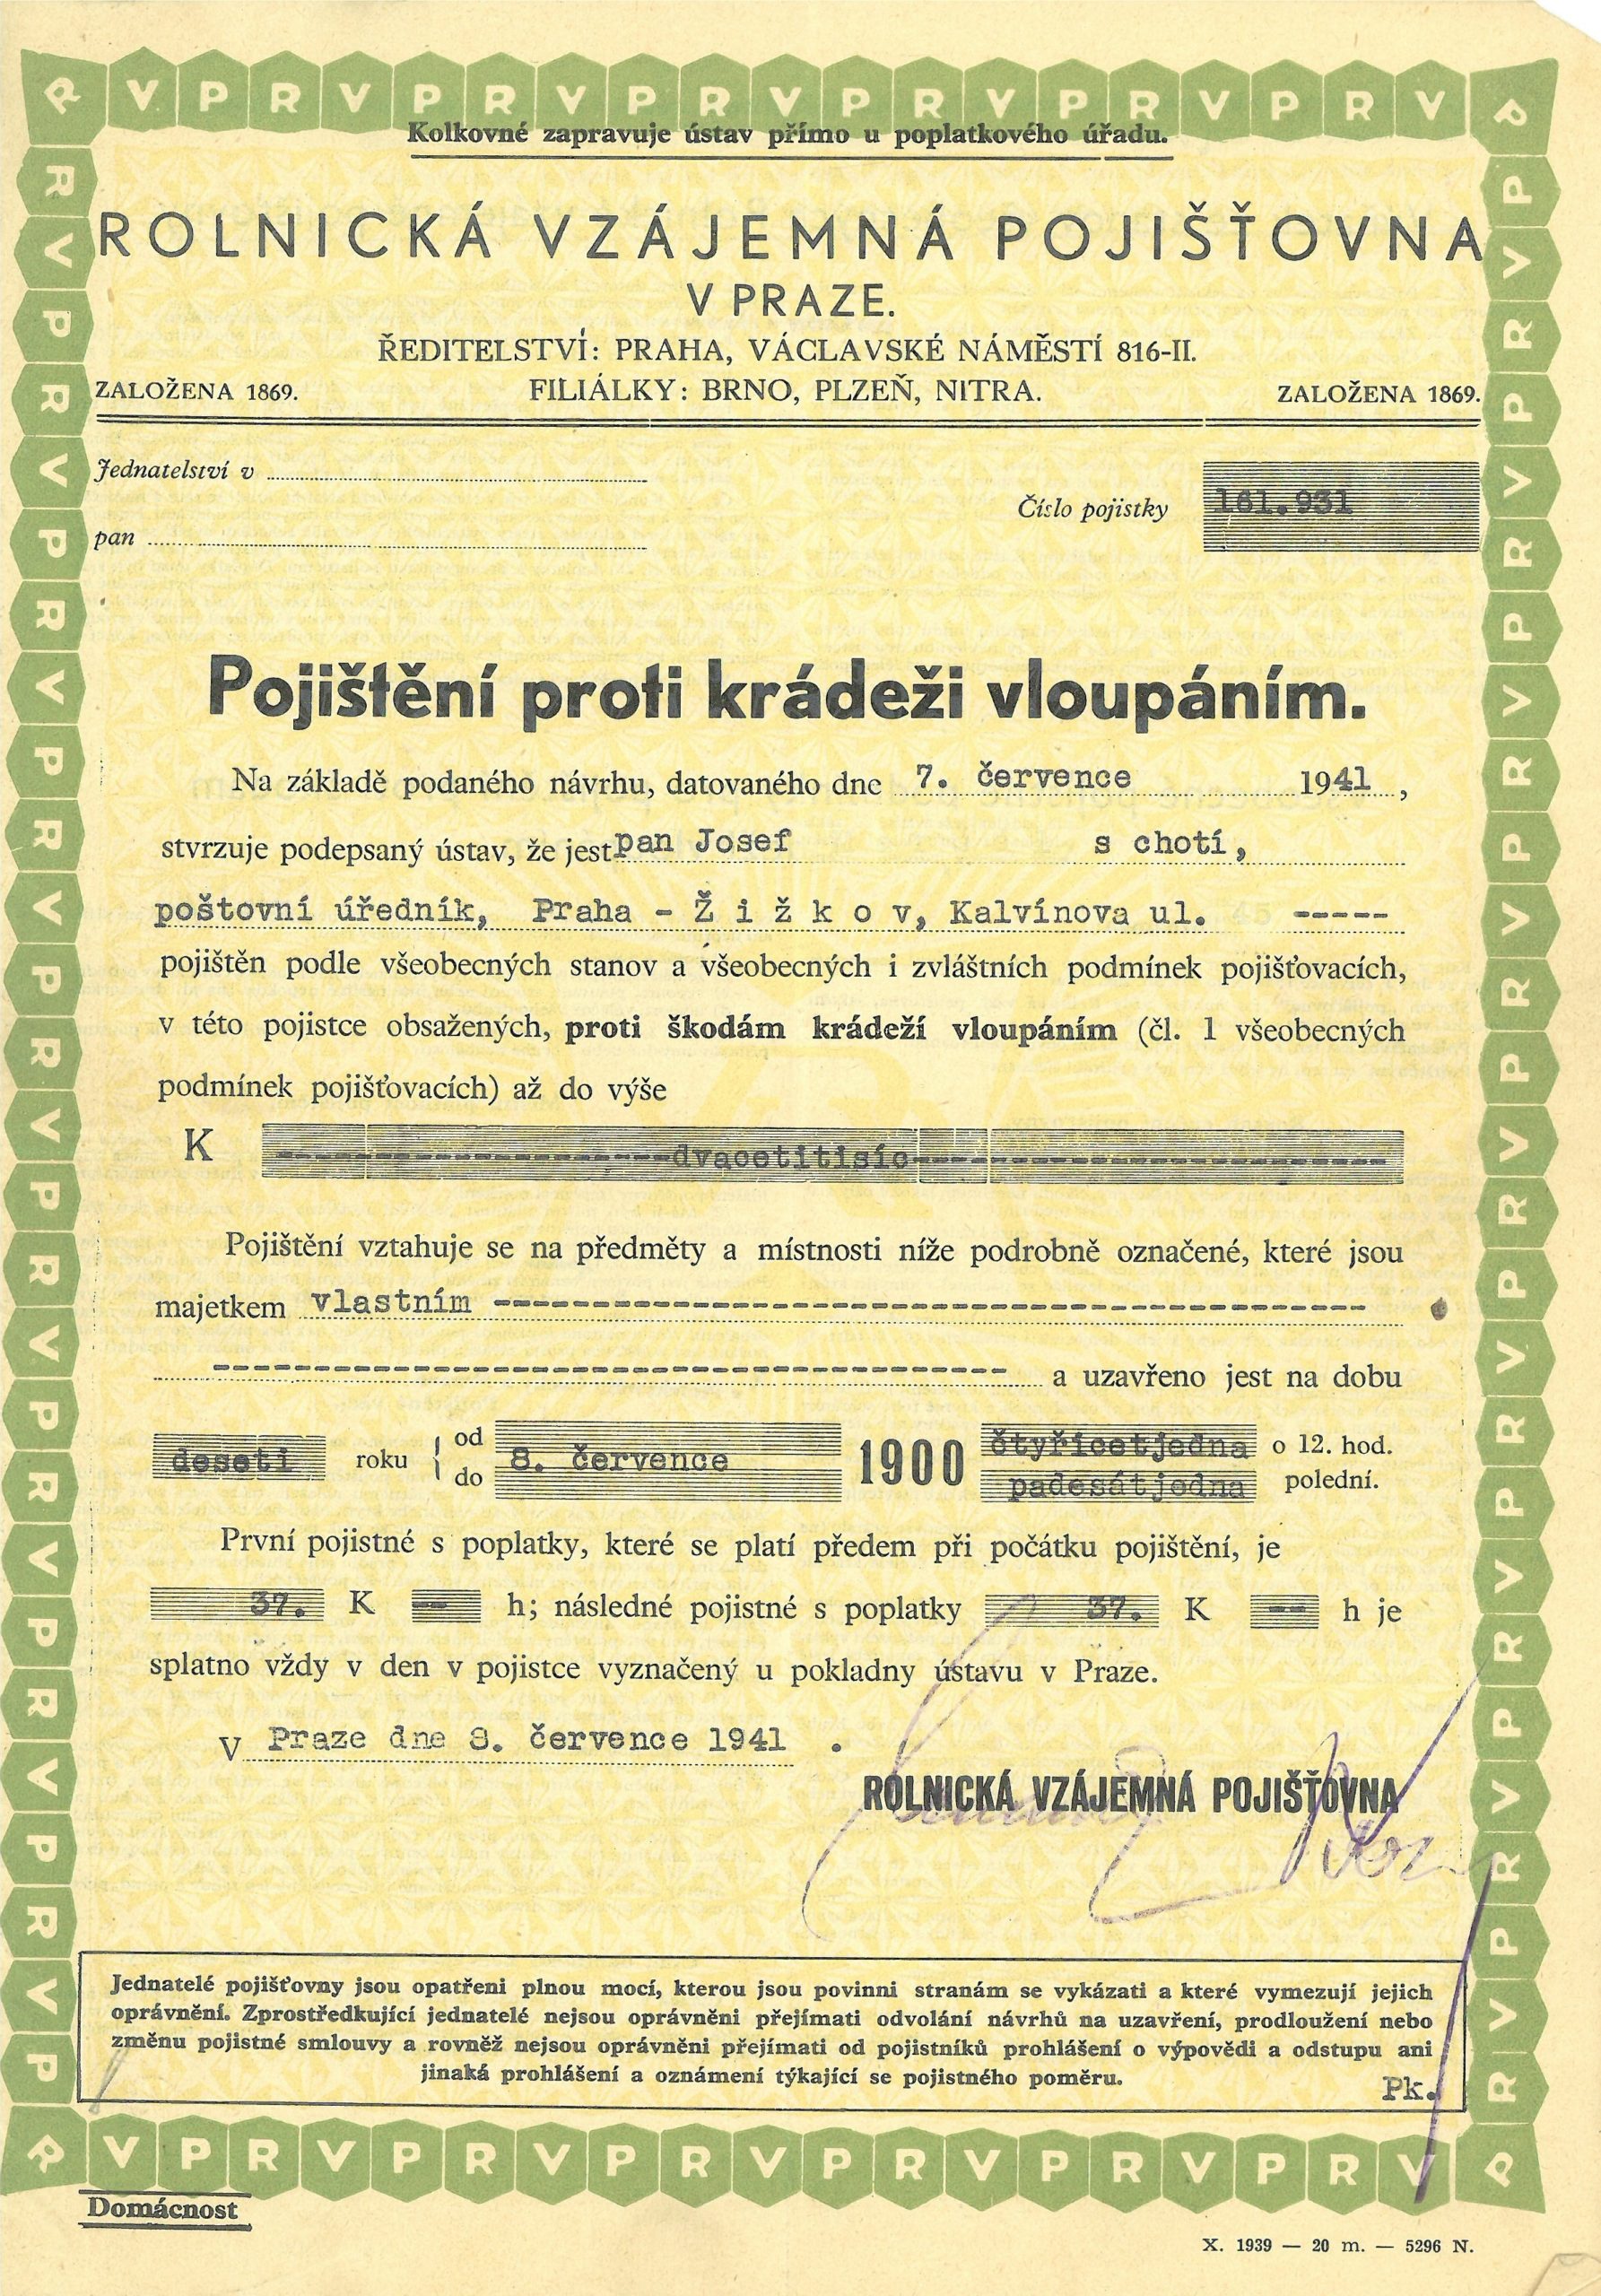 Kolkovné zapravuje ústav přímo u poplatkového úřadu.
ROLNICKÁ VZÁJEMNÁ POJIŠŤOVNA
V PRAZE.
ŘEDITELSTVÍ: PRAHA, VÁCLAVSKÉ NÁMĚSTÍ 816-II.
ZALOŽENA 1869. FILIÁLKY: BRNO, PLZEŇ, NITRA. ZALOŽENA 1869.
Jednatelství v
Číslo pojistky 161.931
pan
Pojištění proti krádeži vloupáním.
Na základě podaného návrhu, datovaného dne 7. července 1941,
stvrzuje podepsaný ústav, že jest pan Josef s chotí,
poštovní úředník, Praha - Ž i ž k o v, Kalvínova ul. -----
pojištěn podle všeobecných stanov a všeobecných i zvláštních podmínek pojišťovacích,
v této pojistce obsažených, proti škodám krádeží vloupáním (čl. 1 všeobecných
podmínek pojišťovacích) až do výše
K dvacetitisíc
Pojištění vztahuje se na předměty a místnosti níže podrobně označené, které jsou
majetkem vlastním
a uzavřeno jest na dobu
deseti roku { od do 8. července 1900 čtyřicetjedna padesátjedna o 12. hod. polední.
První pojistné s poplatky, které se platí předem při počátku pojištění, je
37. K -- h; následné pojistné s poplatky 37. K -- h je
splatno vždy v den v pojistce vyznačený u pokladny ústavu v Praze.
V Praze dne 8. července 1941 .
ROLNICKÁ VZÁJEMNÁ POJIŠŤOVNA
Jednatelé pojišťovny jsou opatřeni plnou mocí, kterou jsou povinni stranám se vykázati a které vymezují jejich
oprávnění. Zprostředkující jednatelé nejsou oprávněni přejímati odvolání návrhů na uzavření, prodloužení nebo
změnu pojistné smlouvy a rovněž nejsou oprávněni přejímati od pojistníků prohlášení o výpovědi a odstupu ani
jinaká prohlášení a oznámení týkající se pojistného poměru.
Pk.
Domácnost
X. 1939 — 20 m. — 5296 N.